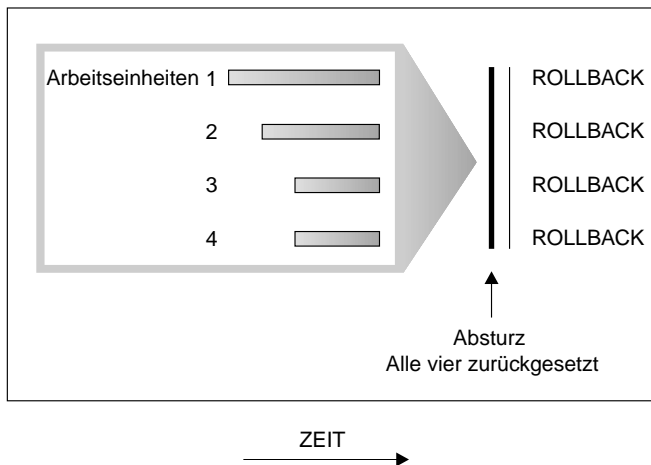 Arbeitseinheiten 1 ROLLBACK
2 ROLLBACK
3 ROLLBACK
4 ROLLBACK
Absturz
Alle vier zurückgesetzt
ZEIT